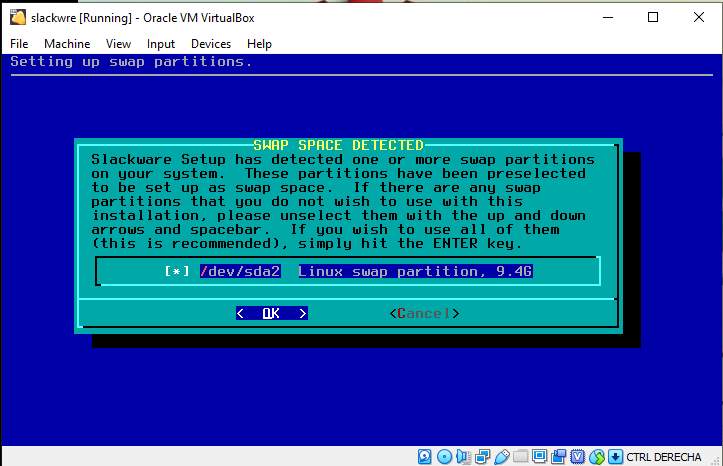 slackwre [Running] - Oracle VM VirtualBox
File Machine View Input Devices Help
Setting up swap partitions.
SWAP SPACE DETECTED
Slackware Setup has detected one or more swap partitions
on your system. These partitions have been preselected
to be set up as swap space. If there are any swap
partitions that you do not wish to use with this
installation, please unselect them with the up and down
arrows and spacebar. If you wish to use all of them
(this is recommended), simply hit the ENTER key.
[*] /dev/sda2 Linux swap partition, 9.4G
< OK > <Cancel>
CTRL DERECHA